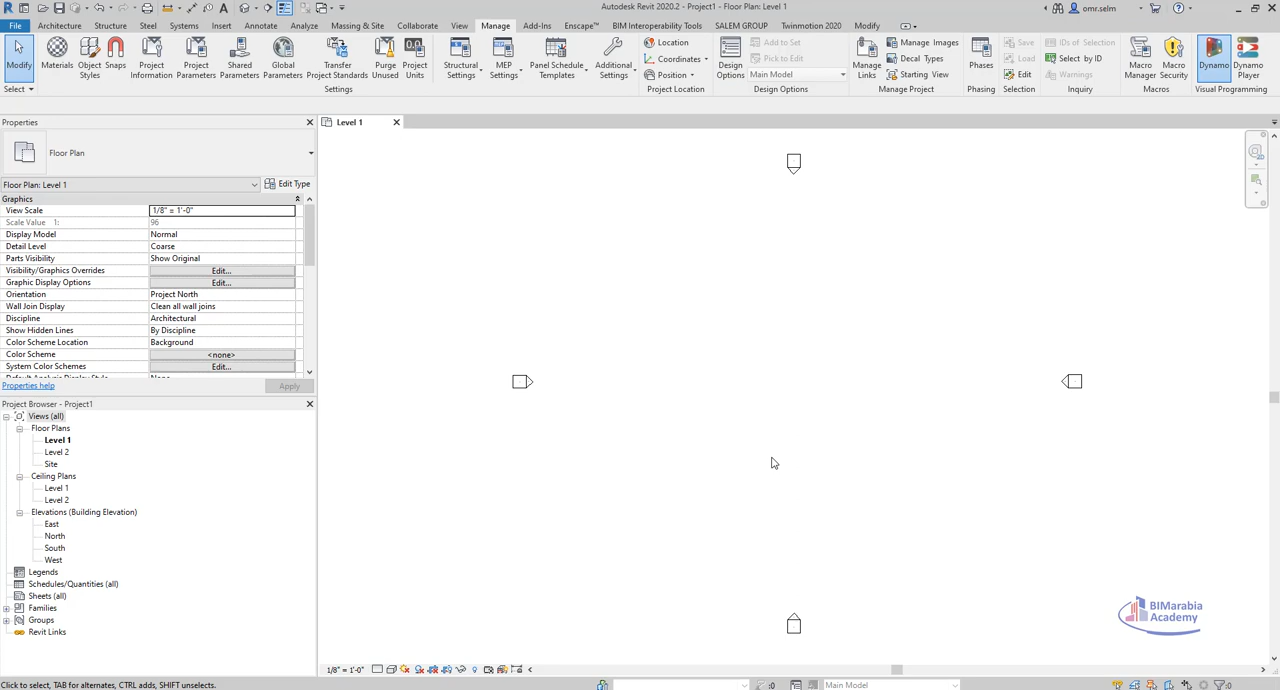 Autodesk Revit 2020.2 - Project1 - Floor Plan: Level 1
omr.selm
File Architecture Structure Steel Systems Insert Annotate Analyze Massing & Site Collaborate View Manage Add-Ins Enscape™ BIM Interoperability Tools SALEM GROUP Twinmotion 2020 Modify
Modify
Select
Materials
Object Styles
Snaps
Project Information
Project Parameters
Shared Parameters
Global Parameters
Transfer Project Standards
Purge Unused
Project Units
Settings
Structural Settings
MEP Settings
Panel Schedule Templates
Additional Settings
Location
Coordinates
Position
Project Location
Design Options
Add to Set
Pick to Edit
Main Model
Design Options
Manage Links
Manage Images
Decal Types
Starting View
Manage Project
Phases
Phasing
Save
Load
Edit
Selection
IDs of Selection
Select by ID
Warnings
Inquiry
Macro Manager
Macro Security
Macros
Dynamo
Dynamo Player
Visual Programming
Properties
Level 1
Floor Plan
Floor Plan: Level 1
Edit Type
Graphics
View Scale 1/8" = 1'-0"
Scale Value 1: 96
Display Model Normal
Detail Level Coarse
Parts Visibility Show Original
Visibility/Graphics Overrides Edit...
Graphic Display Options Edit...
Orientation Project North
Wall Join Display Clean all wall joins
Discipline Architectural
Show Hidden Lines By Discipline
Color Scheme Location Background
Color Scheme <none>
System Color Schemes Edit...
Properties help
Apply
Project Browser - Project1
Views (all)
Floor Plans
Level 1
Level 2
Site
Ceiling Plans
Level 1
Level 2
Elevations (Building Elevation)
East
North
South
West
Legends
Schedules/Quantities (all)
Sheets (all)
Families
Groups
Revit Links
BIMarabia
Academy
1/8" = 1'-0"
Click to select, TAB for alternates, CTRL adds, SHIFT unselects.
:0
Main Model
:0